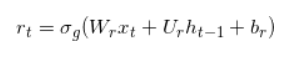 r_t = σ_g(W_r x_t + U_r h_{t−1} + b_r)